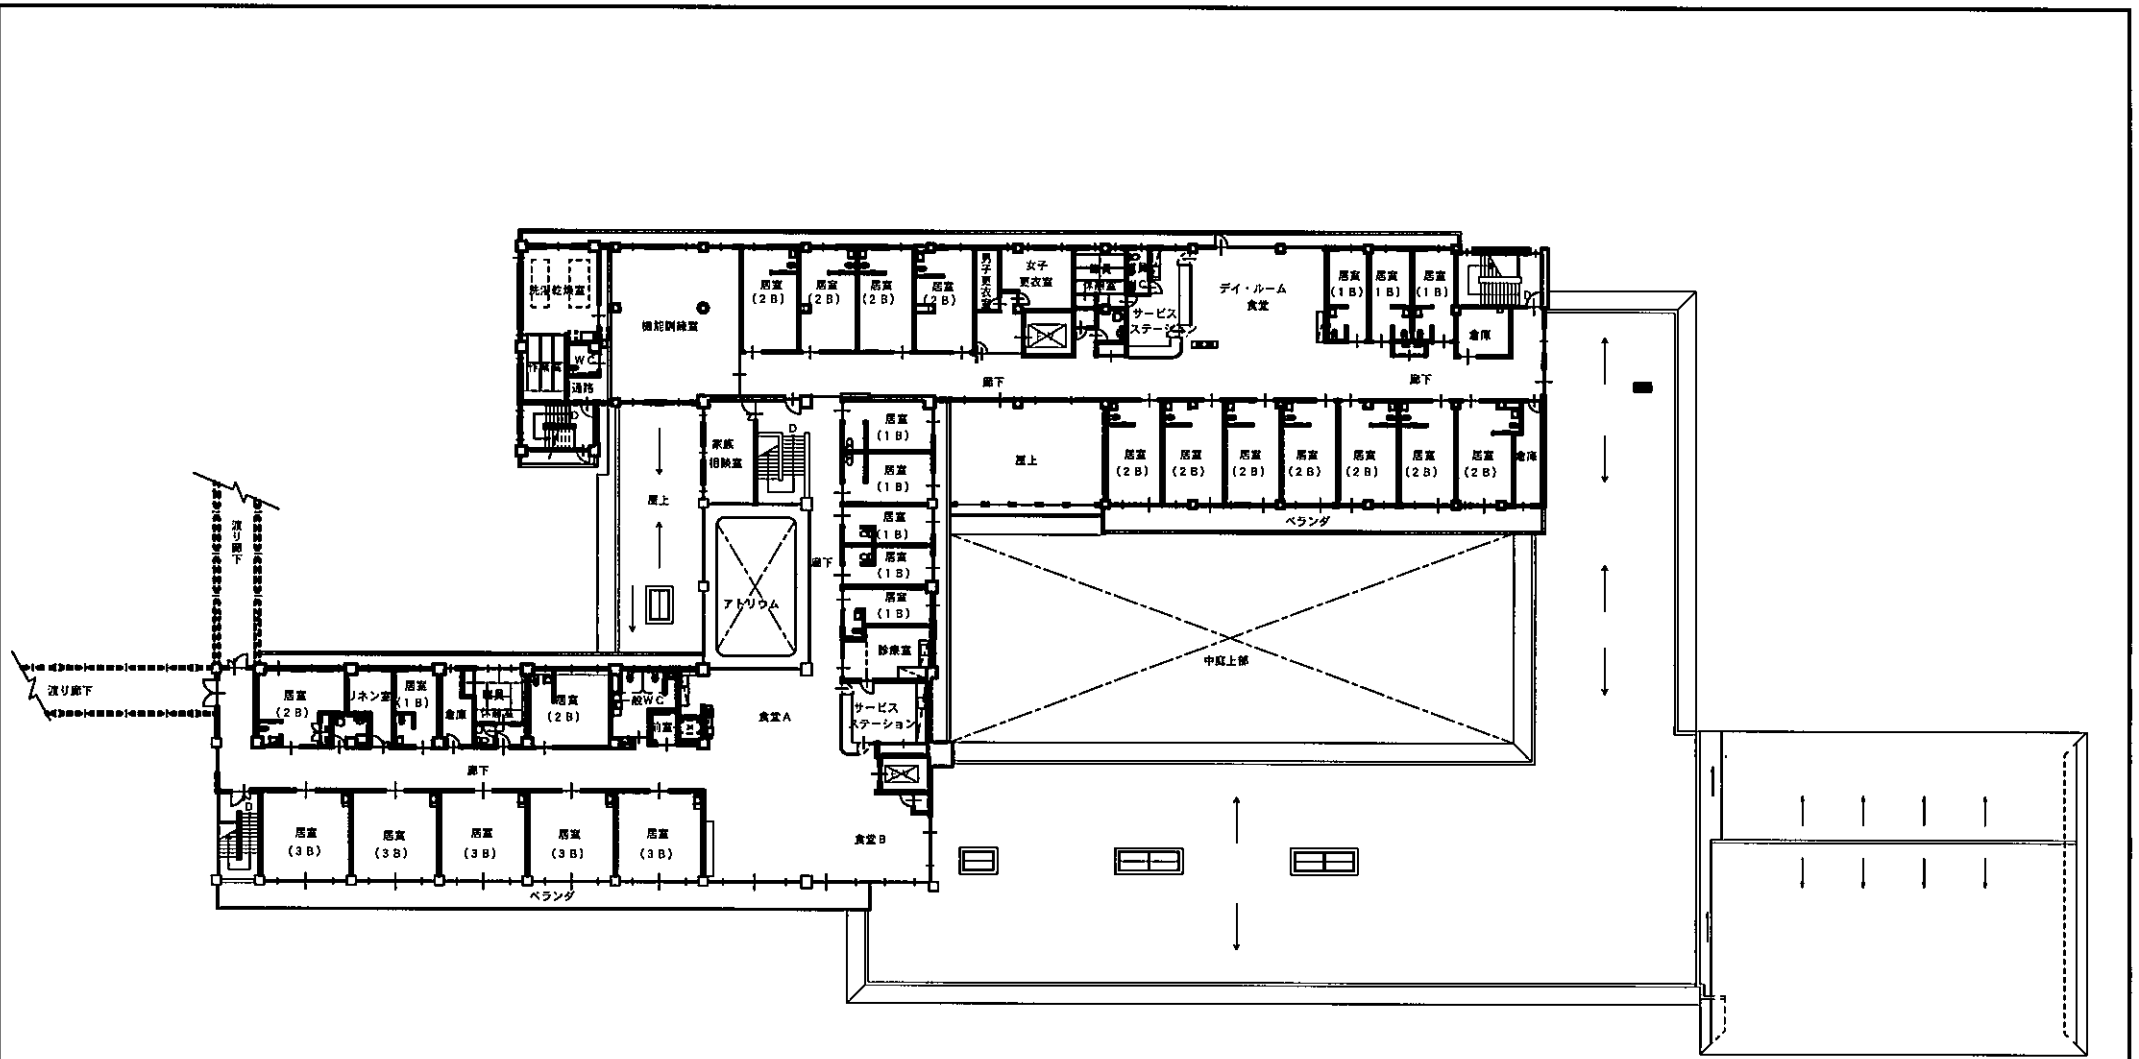 洗濯乾燥室
機能訓練室
居室
(2B)
居室
(2B)
居室
(2B)
居室
(2B)
男子更衣室
女子
更衣室
職員
休憩室
サービス
ステーション
デイ・ルーム
食堂
居室
(1B)
居室
(1B)
居室
(1B)
D
倉庫
作業室
WC
通路
D
廊下
廊下
家族
相談室
D
居室
(1B)
居室
(1B)
居室
(1B)
居室
(1B)
居室
(1B)
屋上
居室
(2B)
居室
(2B)
居室
(2B)
居室
(2B)
居室
(2B)
居室
(2B)
居室
(2B)
倉庫
ベランダ
屋上
廊下
アトリウム
渡り廊下
渡り廊下
中庭上部
診療室
サービス
ステーション
居室
(2B)
リネン室
居室
(1B)
倉庫
職員
休憩室
居室
(2B)
一般WC
前室
食堂A
廊下
D
居室
(3B)
居室
(3B)
居室
(3B)
居室
(3B)
居室
(3B)
食堂B
ベランダ